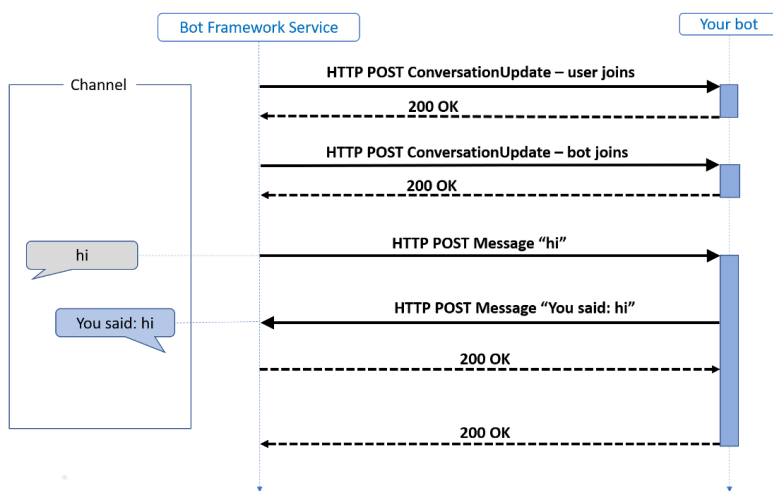 Bot Framework Service
Your bot
Channel
HTTP POST ConversationUpdate – user joins
200 OK
HTTP POST ConversationUpdate – bot joins
200 OK
hi
HTTP POST Message “hi”
You said: hi
HTTP POST Message “You said: hi”
200 OK
200 OK